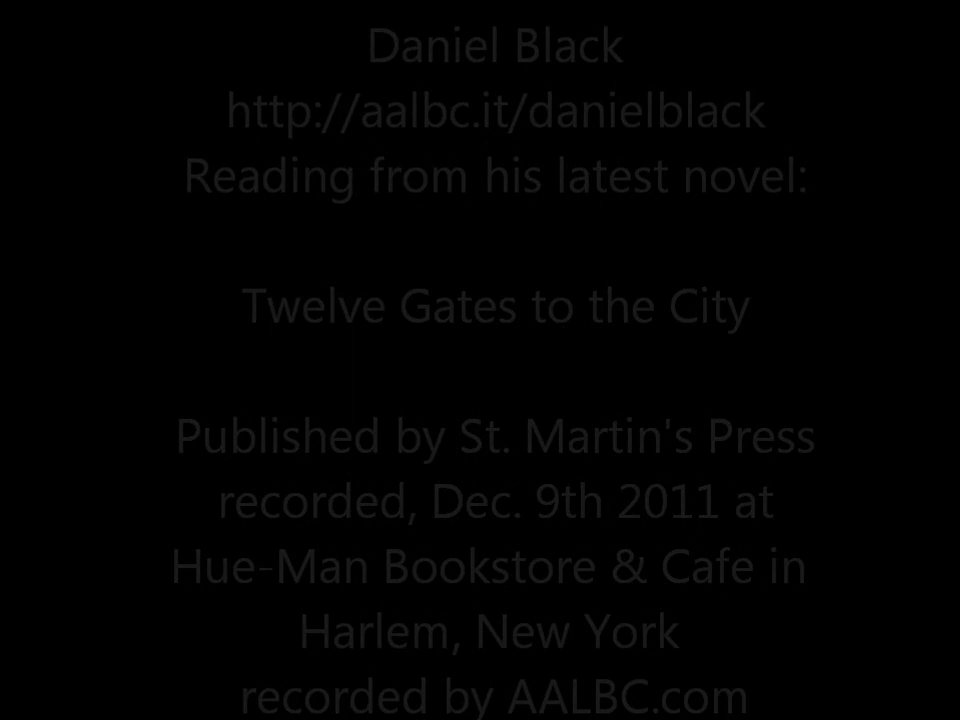 Daniel Black
http://aalbc.it/danielblack
Reading from his latest novel:
Twelve Gates to the City
Published by St. Martin's Press
recorded, Dec. 9th 2011 at
Hue-Man Bookstore & Cafe in
Harlem, New York
recorded by AALBC.com